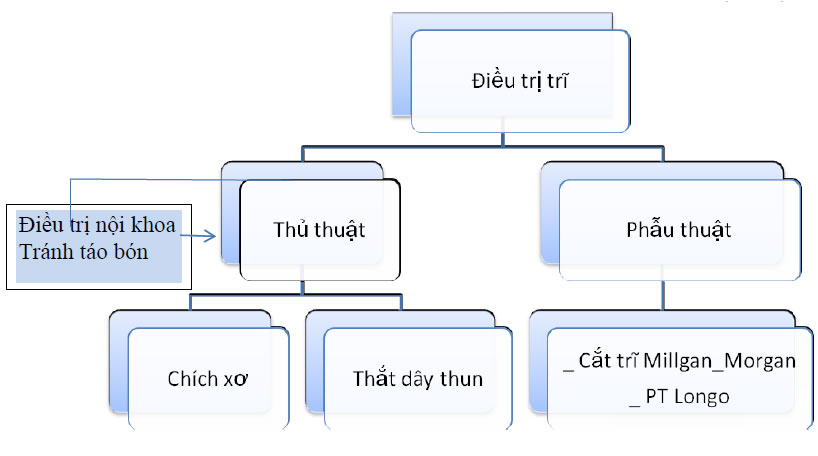 Điều trị trĩ
Điều trị nội khoa
Tránh táo bón
Thủ thuật
Phẫu thuật
Chích xơ
Thắt dây thun
_ Cắt trĩ Millgan_Morgan
_ PT Longo